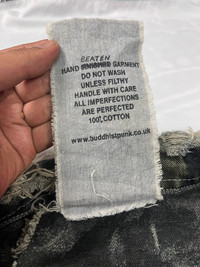 BEATEN
HAND FINISHED GARMENT
DO NOT WASH
UNLESS FILTHY
HANDLE WITH CARE
ALL IMPERFECTIONS
ARE PERFECTED
100% COTTON
www.buddhistpunk.co.uk